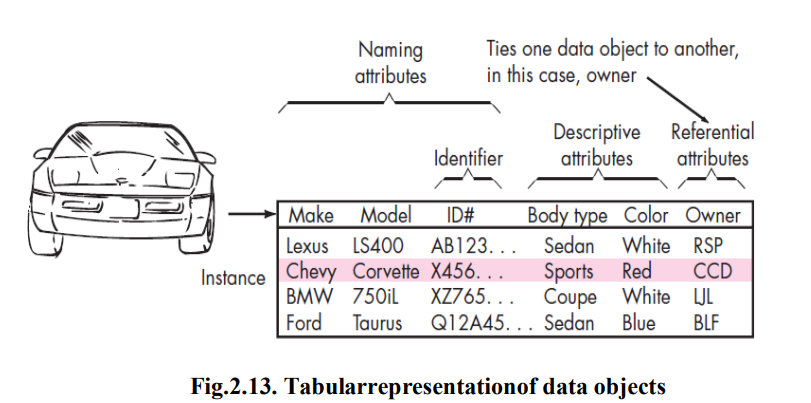 Naming
attributes
Ties one data object to another,
in this case, owner
Identifier
Descriptive
attributes
Referential
attributes
Make Model ID# Body type Color Owner
Lexus LS400 AB123. . . Sedan White RSP
Instance
Chevy Corvette X456. . . Sports Red CCD
BMW 750iL XZ765. . . Coupe White LJL
Ford Taurus Q12A45. . . Sedan Blue BLF
Fig.2.13. Tabularrepresentationof data objects